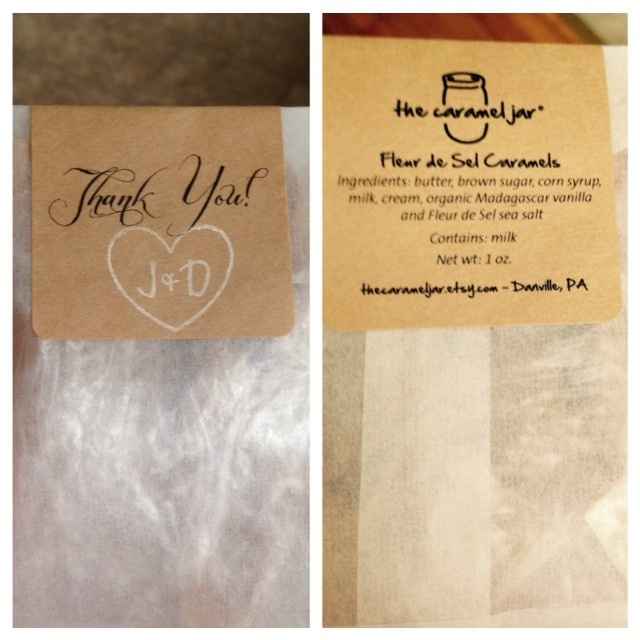 Thank You!
J & D
the caramel jar®
Fleur de Sel Caramels
Ingredients: butter, brown sugar, corn syrup,
milk, cream, organic Madagascar vanilla
and Fleur de Sel sea salt
Contains: milk
Net wt: 1 oz.
thecarameljar.etsy.com - Danville, PA